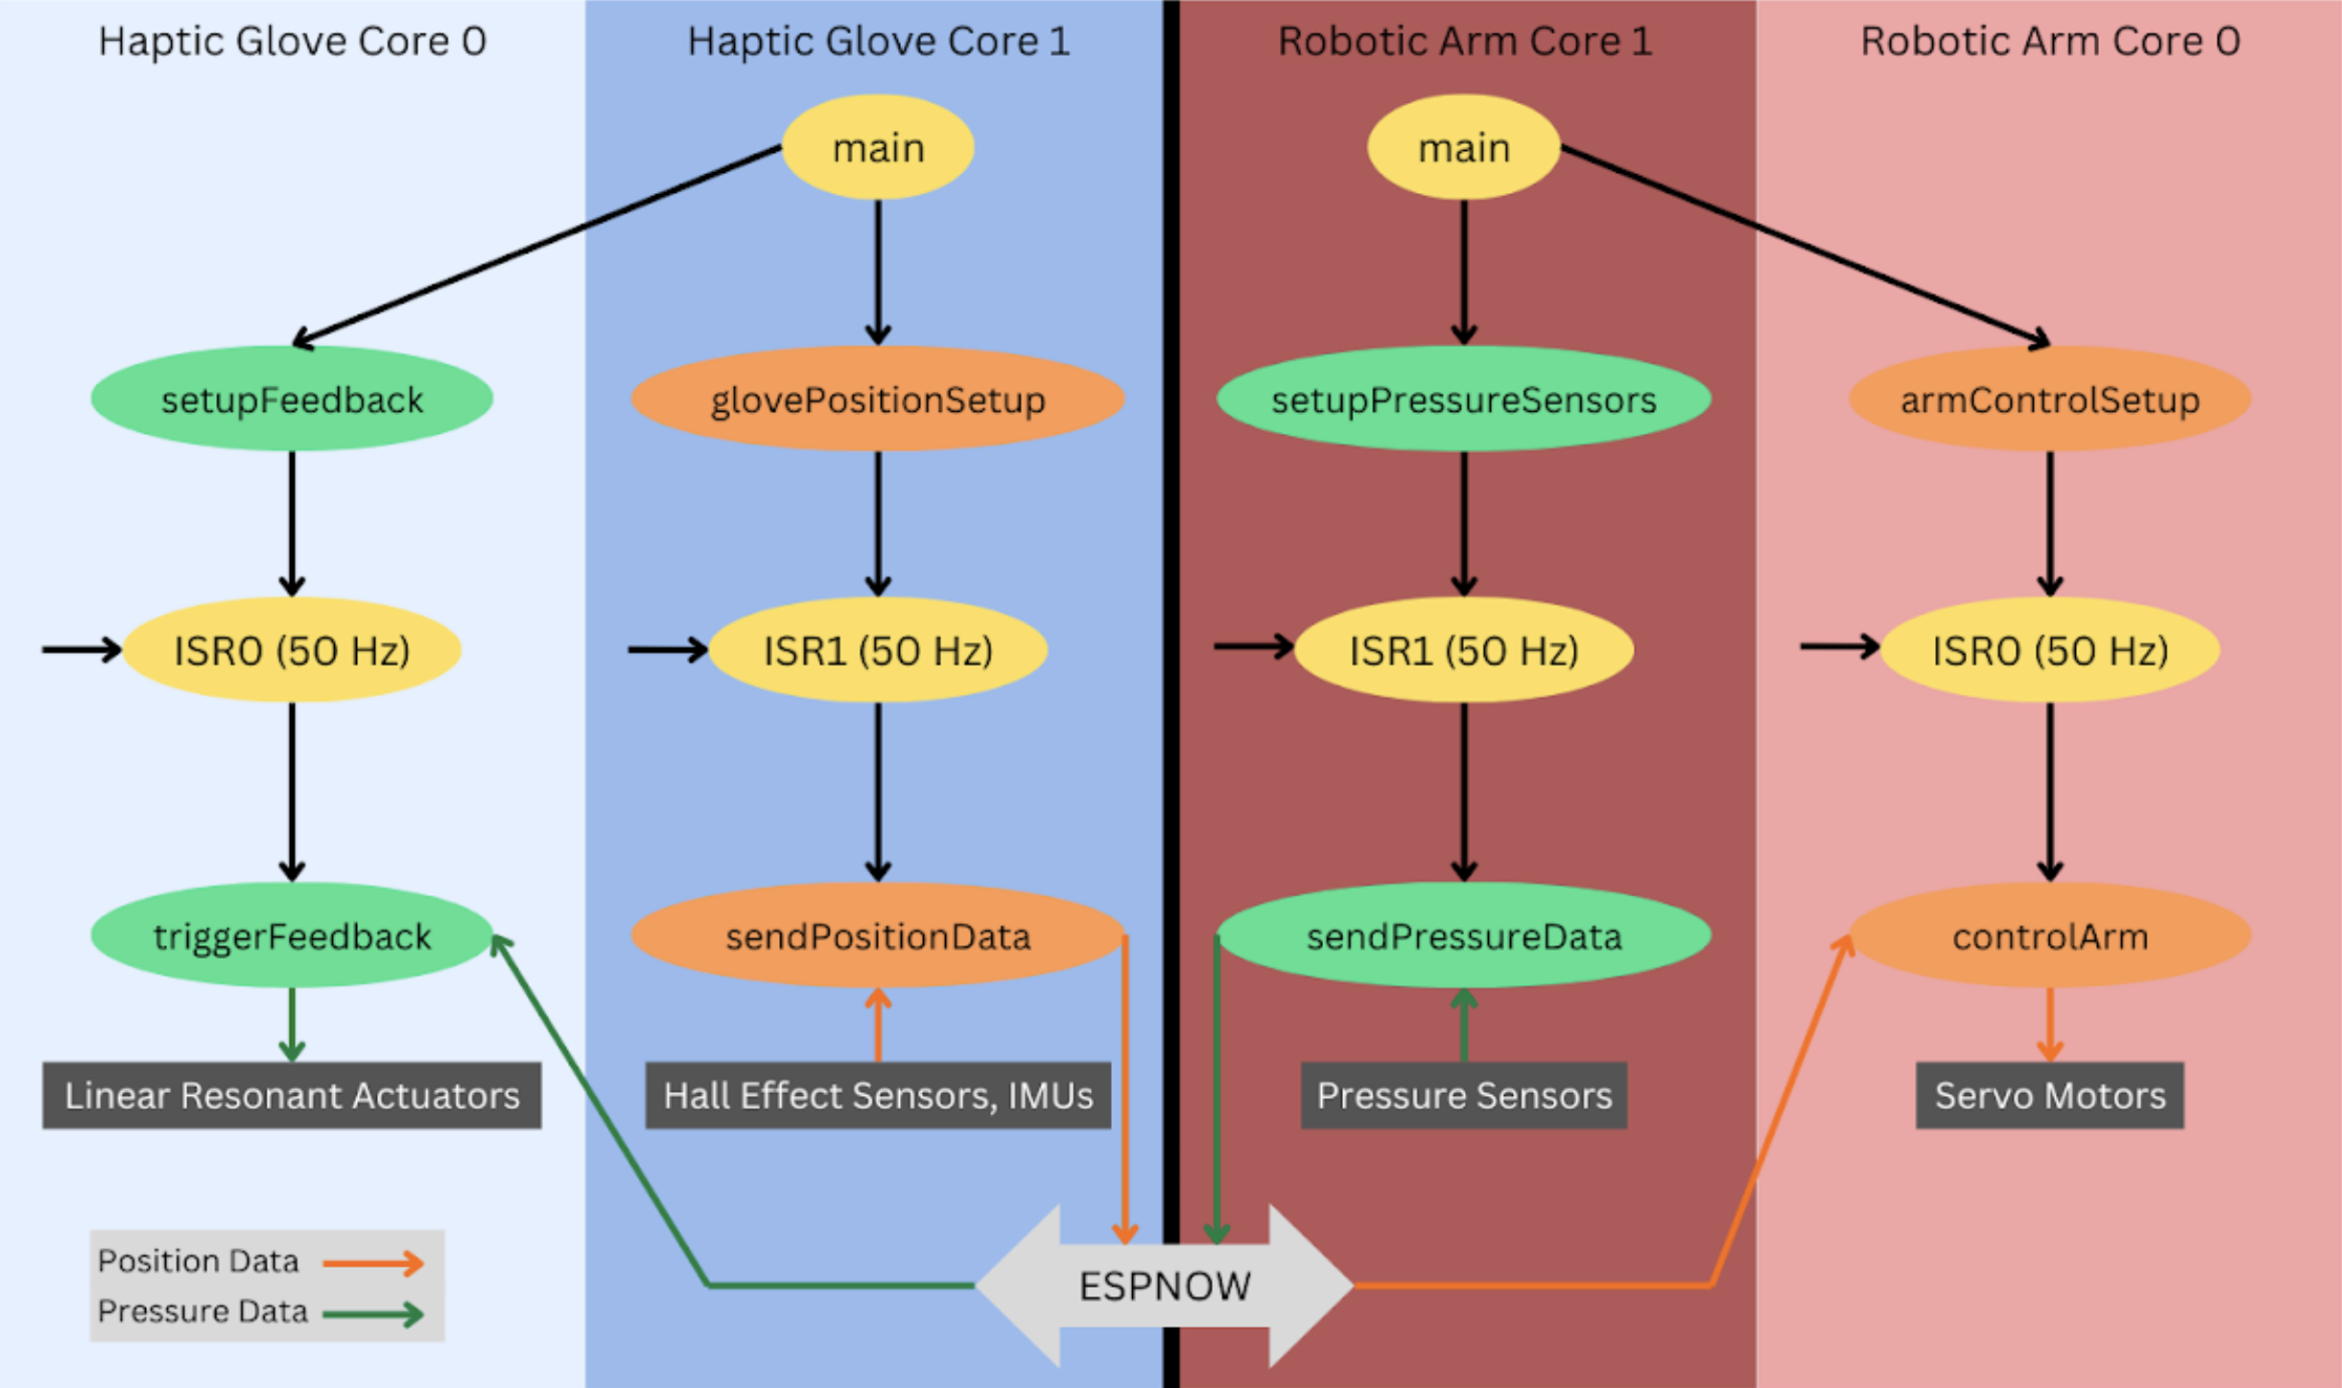 Haptic Glove Core 0
Haptic Glove Core 1
Robotic Arm Core 1
Robotic Arm Core 0
main
main
setupFeedback
glovePositionSetup
setupPressureSensors
armControlSetup
ISR0 (50 Hz)
ISR1 (50 Hz)
ISR1 (50 Hz)
ISR0 (50 Hz)
triggerFeedback
sendPositionData
sendPressureData
controlArm
Linear Resonant Actuators
Hall Effect Sensors, IMUs
Pressure Sensors
Servo Motors
Position Data
Pressure Data
ESPNOW